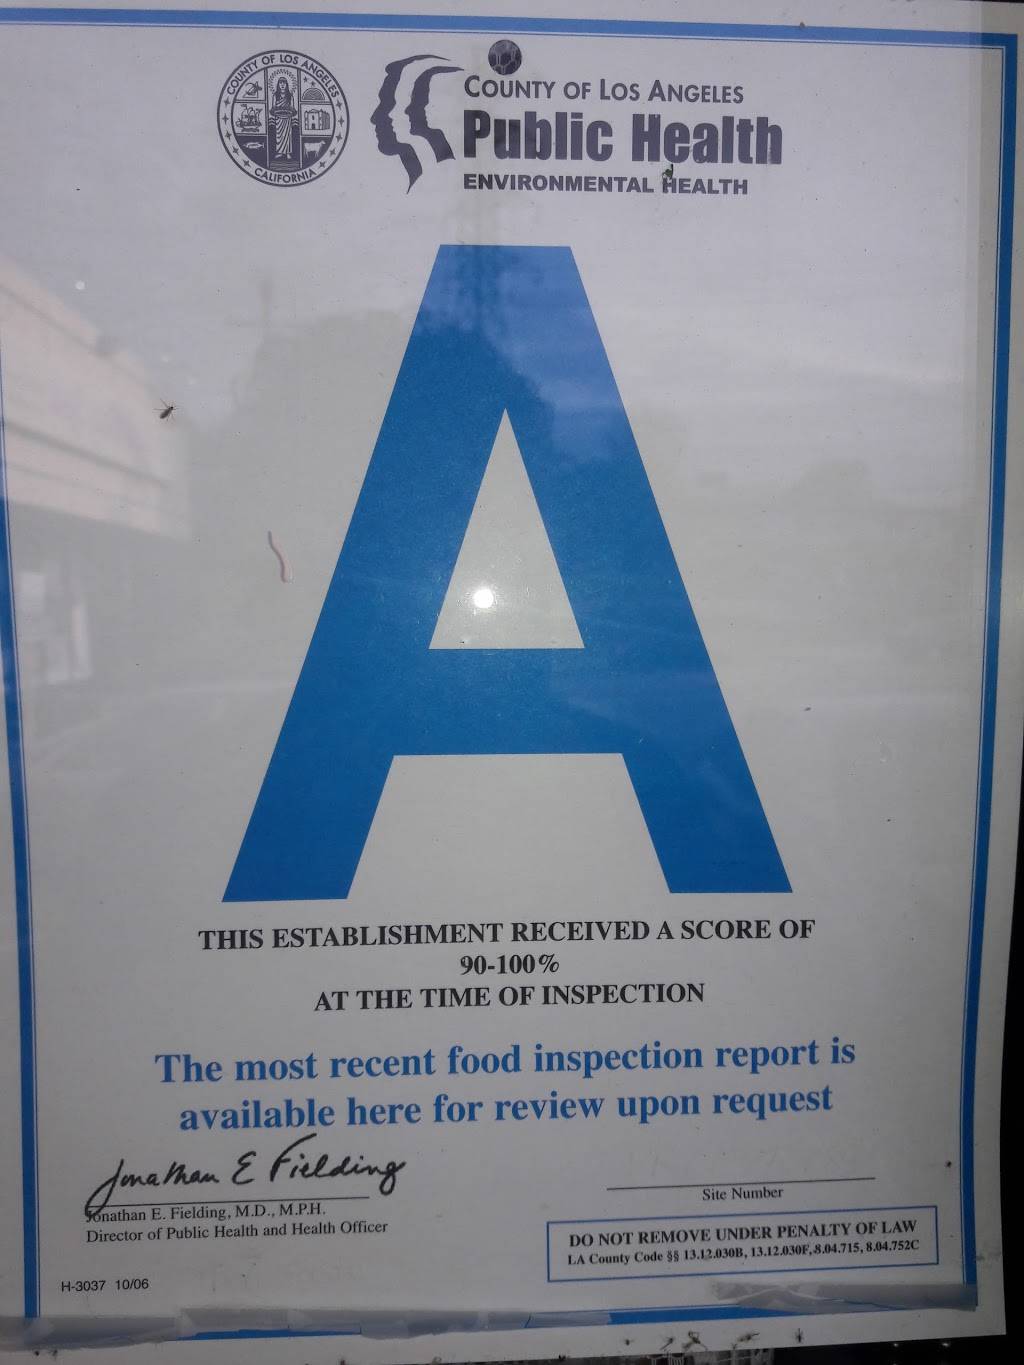 COUNTY OF LOS ANGELES
CALIFORNIA
COUNTY OF LOS ANGELES
Public Health
ENVIRONMENTAL HEALTH
A
THIS ESTABLISHMENT RECEIVED A SCORE OF
90-100%
AT THE TIME OF INSPECTION
The most recent food inspection report is
available here for review upon request
Jonathan E Fielding
Jonathan E. Fielding, M.D., M.P.H.
Director of Public Health and Health Officer
Site Number
DO NOT REMOVE UNDER PENALTY OF LAW
LA County Code §§ 13.12.030B, 13.12.030F, 8.04.715, 8.04.752C
H-3037 10/06